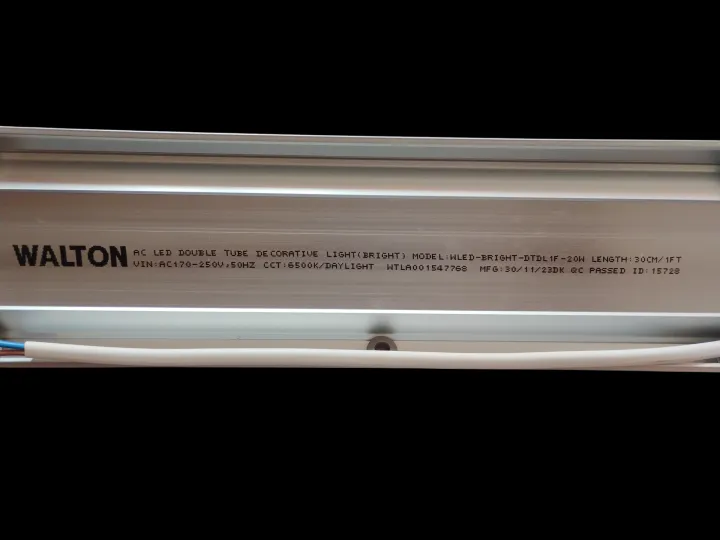 WALTON
AC LED DOUBLE TUBE DECORATIVE LIGHT(BRIGHT) MODEL:WLED-BRIGHT-DTDL1F-20W LENGTH:30CM/1FT
VIN:AC170-250V,50HZ CCT:6500K/DAYLIGHT WTLA001547768 MFG:30/11/23DK QC PASSED ID:15728